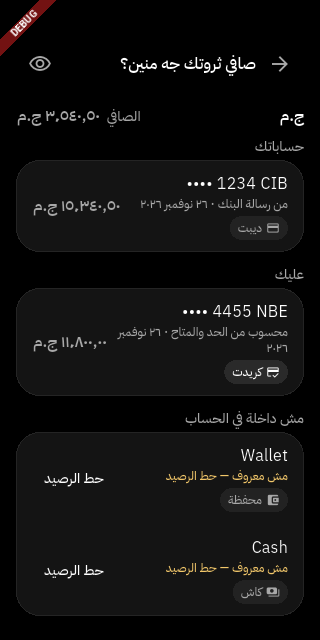 DEBUG
صافي ثروتك جه منين؟
ج.م
الصافي ٣,٥٤٠,٥٠ ج.م
حساباتك
•••• 1234 CIB
من رسالة البنك · ٢٦ نوفمبر ٢٠٢٦
١٥,٣٤٠,٥٠ ج.م
ديبت
عليك
•••• 4455 NBE
محسوب من الحد والمتاح · ٢٦ نوفمبر
٢٠٢٦
١١,٨٠٠,٠٠ ج.م
كريدت
مش داخلة في الحساب
Wallet
مش معروف — حط الرصيد
حط الرصيد
محفظة
Cash
مش معروف — حط الرصيد
حط الرصيد
كاش